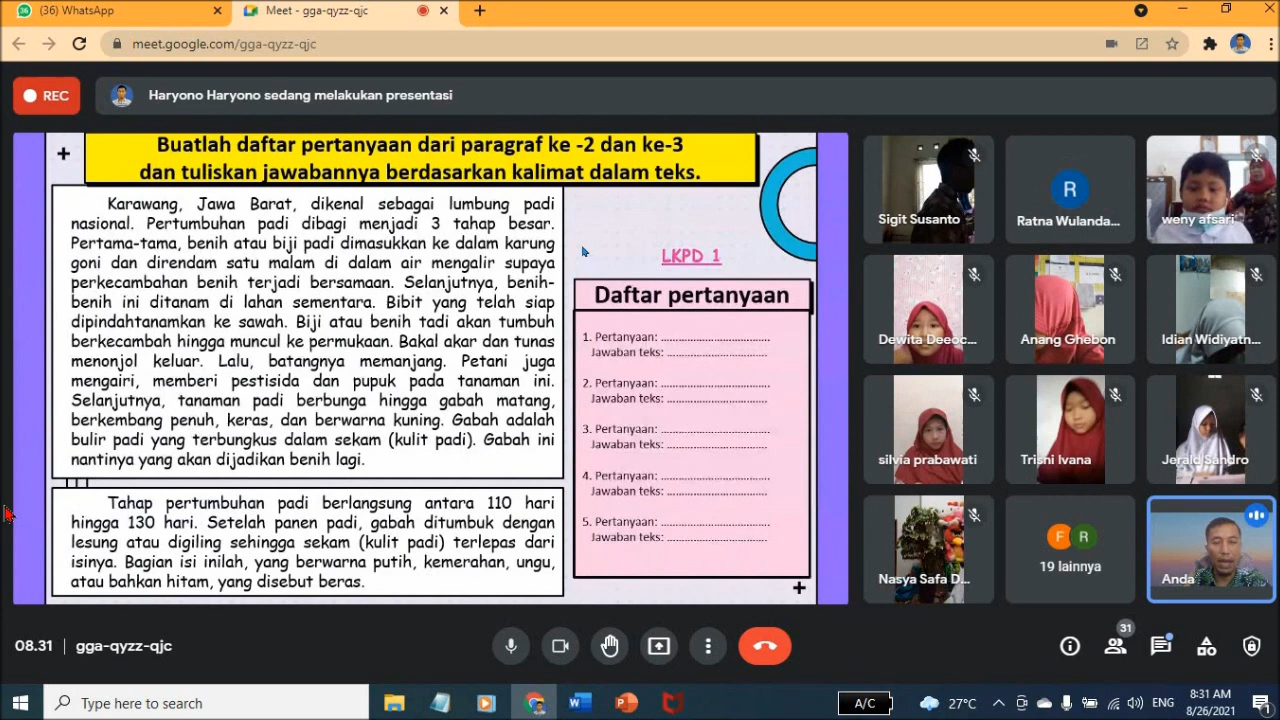 (36) WhatsApp
Meet - gga-qyzz-qjc
meet.google.com/gga-qyzz-qjc
REC
Haryono Haryono sedang melakukan presentasi
Buatlah daftar pertanyaan dari paragraf ke -2 dan ke-3
dan tuliskan jawabannya berdasarkan kalimat dalam teks.
Karawang, Jawa Barat, dikenal sebagai lumbung padi
nasional. Pertumbuhan padi dibagi menjadi 3 tahap besar.
Pertama-tama, benih atau biji padi dimasukkan ke dalam karung
goni dan direndam satu malam di dalam air mengalir supaya
perkecambahan benih terjadi bersamaan. Selanjutnya, benih-
benih ini ditanam di lahan sementara. Bibit yang telah siap
dipindahtanamkan ke sawah. Biji atau benih tadi akan tumbuh
berkecambah hingga muncul ke permukaan. Bakal akar dan tunas
menonjol keluar. Lalu, batangnya memanjang. Petani juga
mengairi, memberi pestisida dan pupuk pada tanaman ini.
Selanjutnya, tanaman padi berbunga hingga gabah matang,
berkembang penuh, keras, dan berwarna kuning. Gabah adalah
bulir padi yang terbungkus dalam sekam (kulit padi). Gabah ini
nantinya yang akan dijadikan benih lagi.
Tahap pertumbuhan padi berlangsung antara 110 hari
hingga 130 hari. Setelah panen padi, gabah ditumbuk dengan
lesung atau digiling sehingga sekam (kulit padi) terlepas dari
isinya. Bagian isi inilah, yang berwarna putih, kemerahan, ungu,
atau bahkan hitam, yang disebut beras.
LKPD 1
Daftar pertanyaan
1. Pertanyaan: ................................
Jawaban teks: .............................
2. Pertanyaan: ................................
Jawaban teks: .............................
3. Pertanyaan: ................................
Jawaban teks: .............................
4. Pertanyaan: ................................
Jawaban teks: .............................
5. Pertanyaan: ................................
Jawaban teks: .............................
Sigit Susanto
R
Ratna Wulanda...
weny afsari
Dewita Deeoc...
Anang Ghebon
Idian Widiyatn...
silvia prabawati
Trisni Ivana
Jerald Sandro
Nasya Safa D...
F R
19 lainnya
Anda
08.31 | gga-qyzz-qjc
31
Type here to search
A/C
27°C
ENG
8:31 AM
8/26/2021
1